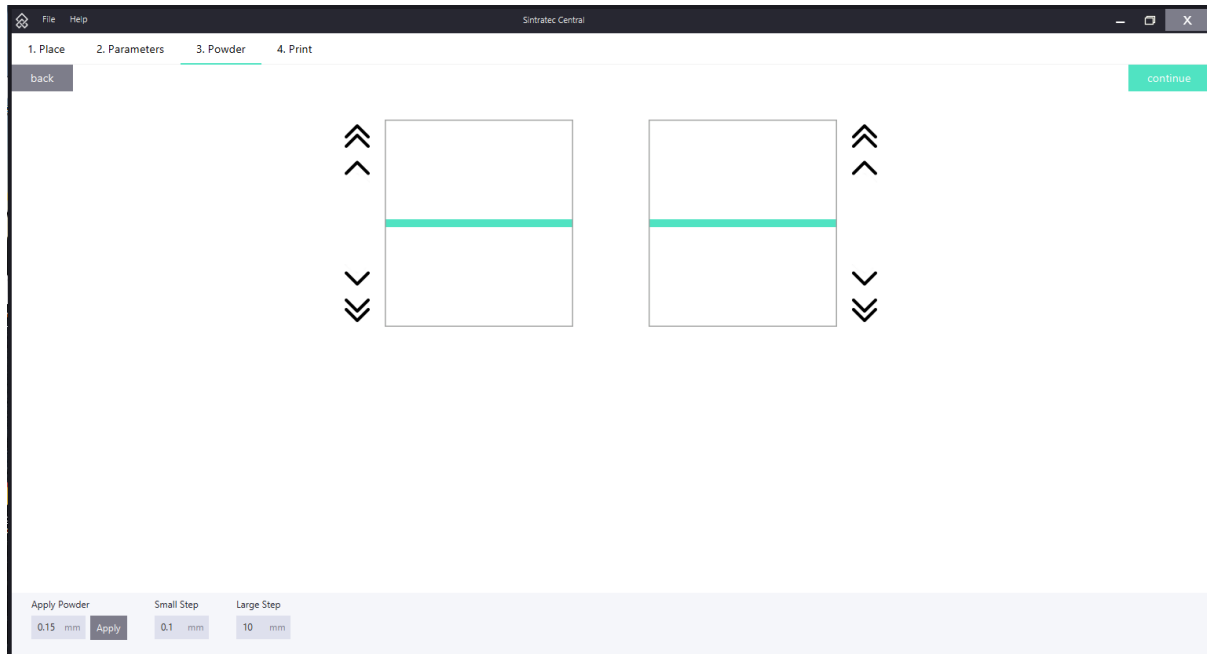 File Help Sintratec Central X
1. Place 2. Parameters 3. Powder 4. Print
back continue
Apply Powder Small Step Large Step
0.15 mm Apply 0.1 mm 10 mm